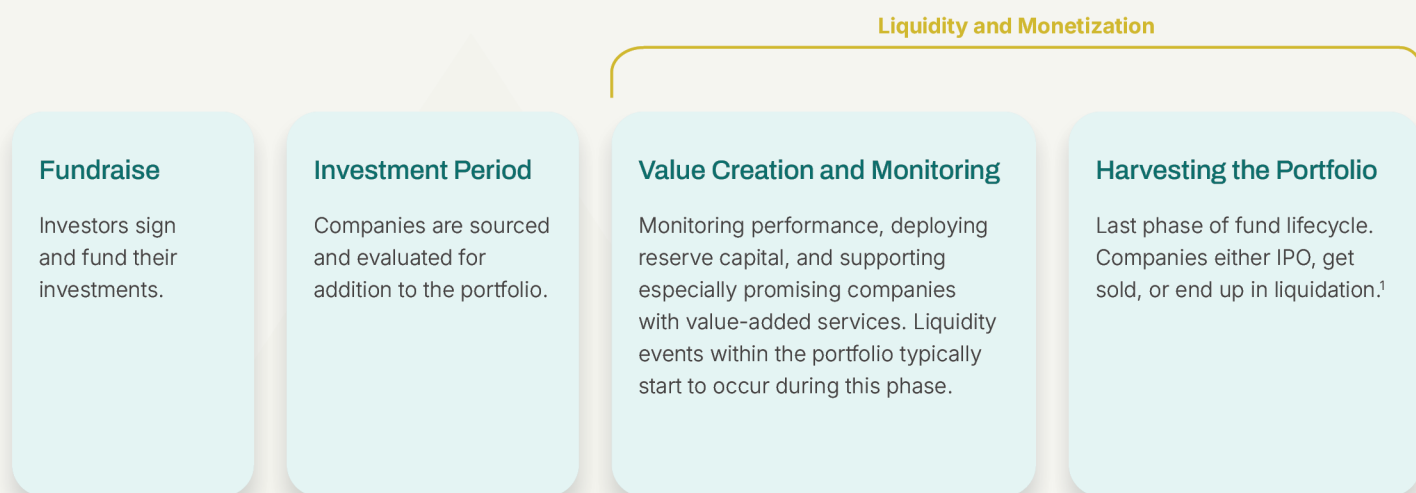 Liquidity and Monetization
Fundraise
Investors sign
and fund their
investments.
Investment Period
Companies are sourced
and evaluated for
addition to the portfolio.
Value Creation and Monitoring
Monitoring performance, deploying
reserve capital, and supporting
especially promising companies
with value-added services. Liquidity
events within the portfolio typically
start to occur during this phase.
Harvesting the Portfolio
Last phase of fund lifecycle.
Companies either IPO, get
sold, or end up in liquidation.¹